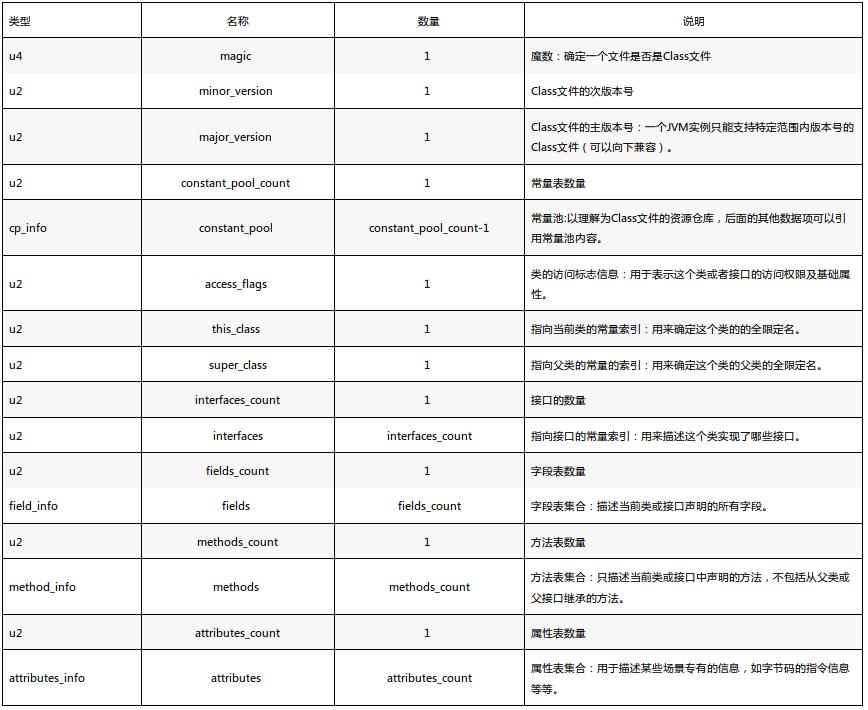 类型 名称 数量 说明
u4 magic 1 魔数：确定一个文件是否是Class文件
u2 minor_version 1 Class文件的次版本号
u2 major_version 1 Class文件的主版本号：一个JVM实例只能支持特定范围内版本号的
Class文件（可以向下兼容）。
u2 constant_pool_count 1 常量表数量
cp_info constant_pool constant_pool_count-1 常量池:以理解为Class文件的资源仓库，后面的其他数据项可以引
用常量池内容。
u2 access_flags 1 类的访问标志信息：用于表示这个类或者接口的访问权限及基础属
性。
u2 this_class 1 指向当前类的常量索引：用来确定这个类的的全限定名。
u2 super_class 1 指向父类的常量的索引：用来确定这个类的父类的全限定名。
u2 interfaces_count 1 接口的数量
u2 interfaces interfaces_count 指向接口的常量索引：用来描述这个类实现了哪些接口。
u2 fields_count 1 字段表数量
field_info fields fields_count 字段表集合：描述当前类或接口声明的所有字段。
u2 methods_count 1 方法表数量
method_info methods methods_count 方法表集合：只描述当前类或接口中声明的方法，不包括从父类或
父接口继承的方法。
u2 attributes_count 1 属性表数量
attributes_info attributes attributes_count 属性表集合：用于描述某些场景专有的信息，如字节码的指令信息
等等。